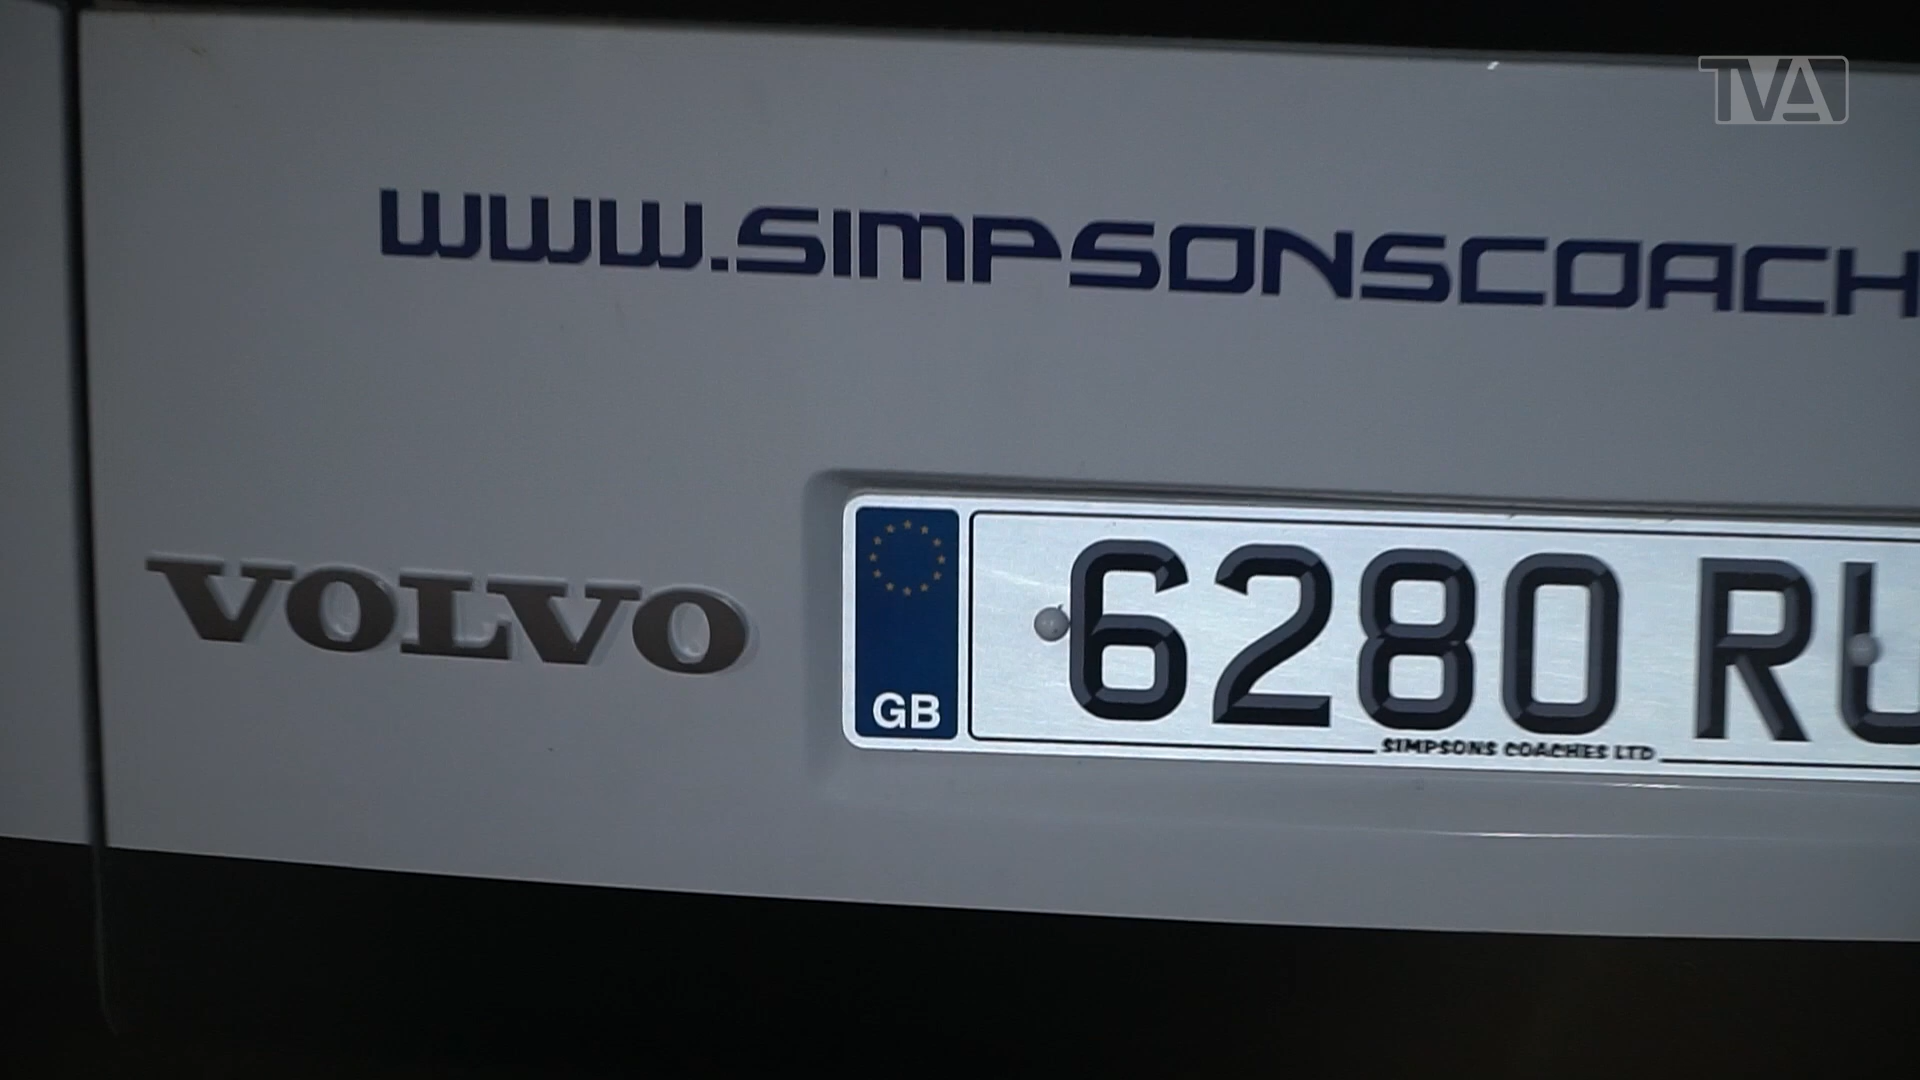 TVA
WWW.SIMPSONSCOACH
VOLVO
GB
6280 RU
SIMPSONS COACHES LTD